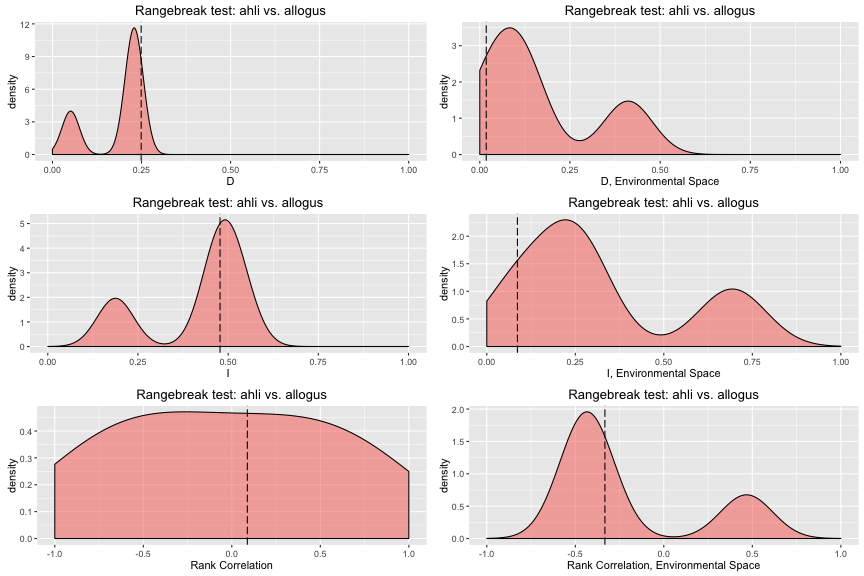 Rangebreak test: ahli vs. allogus
12
9
6
3
0
density
0.00 0.25 0.50 0.75 1.00
D
Rangebreak test: ahli vs. allogus
3
2
1
0
density
0.00 0.25 0.50 0.75 1.00
D, Environmental Space
Rangebreak test: ahli vs. allogus
5
4
3
2
1
0
density
0.00 0.25 0.50 0.75 1.00
I
Rangebreak test: ahli vs. allogus
2.0
1.5
1.0
0.5
0.0
density
0.00 0.25 0.50 0.75 1.00
I, Environmental Space
Rangebreak test: ahli vs. allogus
0.4
0.3
0.2
0.1
0.0
density
-1.0 -0.5 0.0 0.5 1.0
Rank Correlation
Rangebreak test: ahli vs. allogus
2.0
1.5
1.0
0.5
0.0
density
-1.0 -0.5 0.0 0.5 1.0
Rank Correlation, Environmental Space